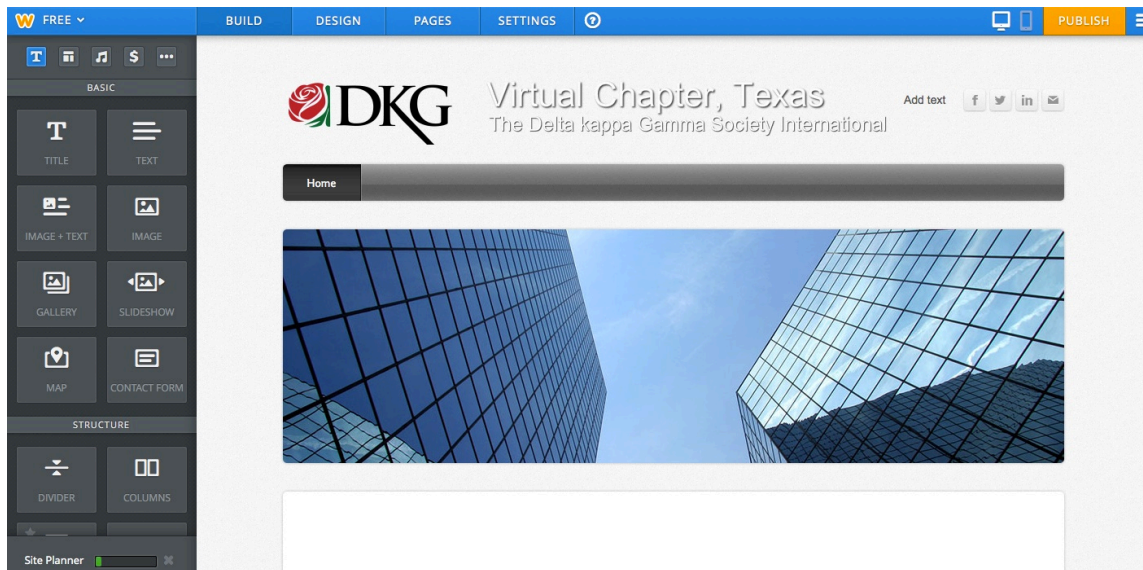 FREE BUILD DESIGN PAGES SETTINGS ? PUBLISH
T $
BASIC
T
TITLE TEXT
IMAGE + TEXT IMAGE
GALLERY SLIDESHOW
MAP CONTACT FORM
STRUCTURE
DIVIDER COLUMNS
Site Planner
DKG
Virtual Chapter, Texas
The Delta kappa Gamma Society International
Add text f in
Home